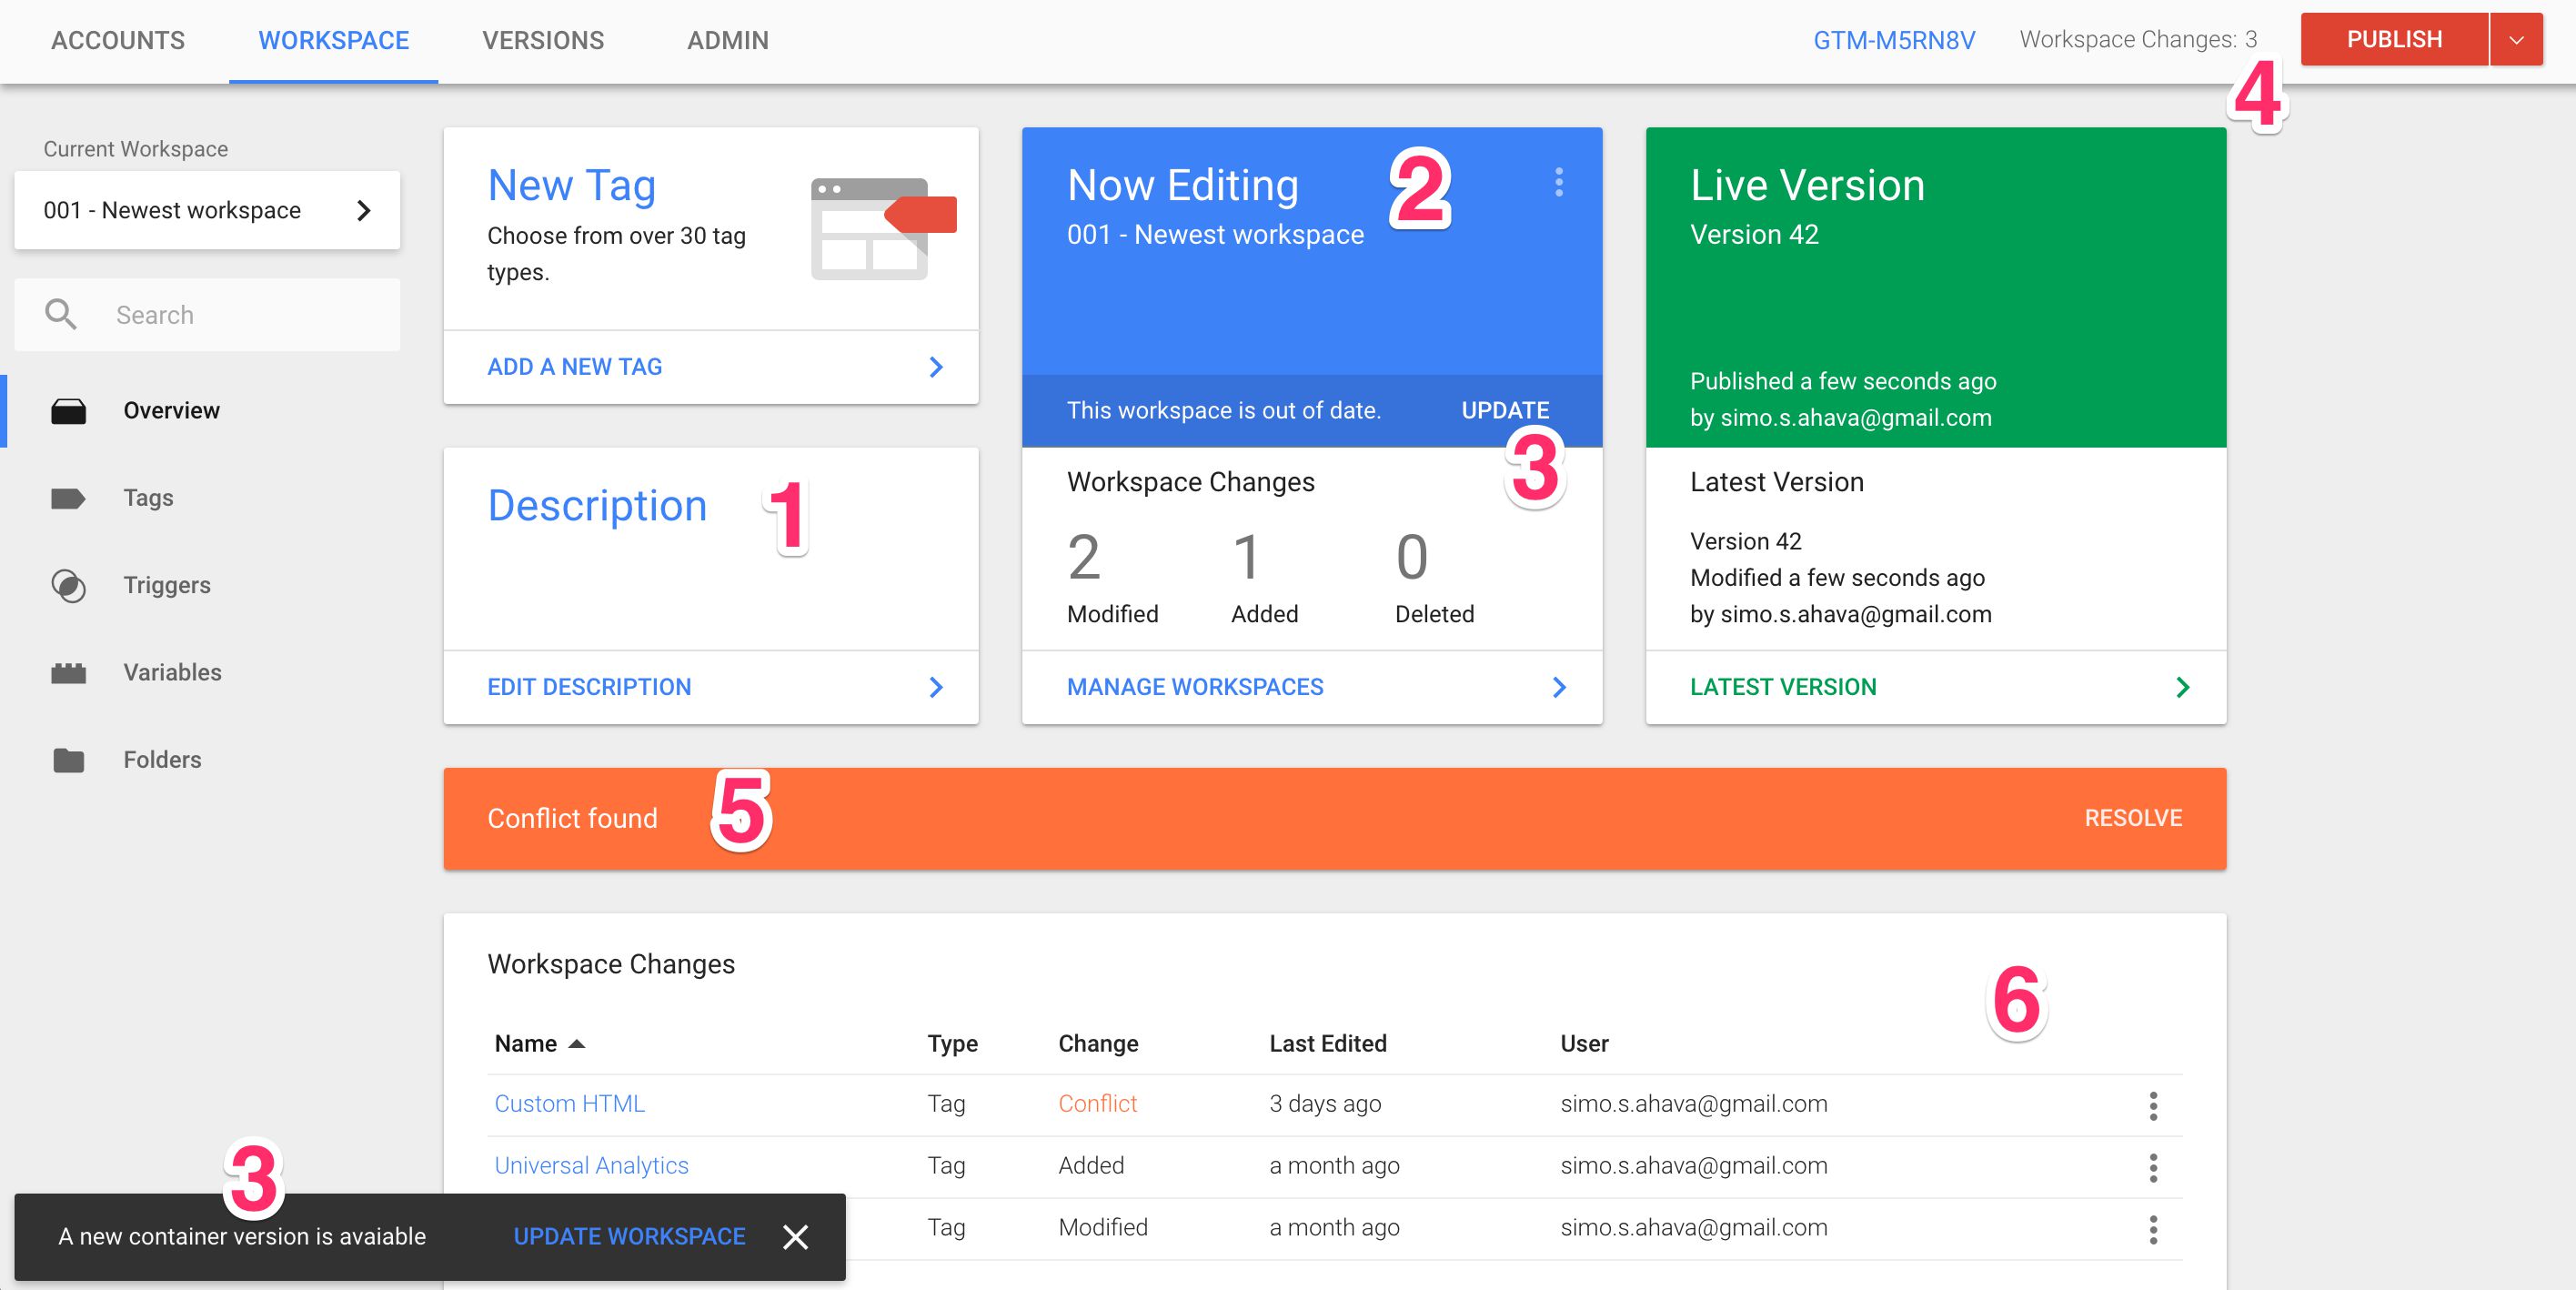 ACCOUNTS
WORKSPACE
VERSIONS
ADMIN
GTM-M5RN8V
Workspace Changes: 3
PUBLISH
4
Current Workspace
001 - Newest workspace
Search
Overview
Tags
Triggers
Variables
Folders
New Tag
Choose from over 30 tag
types.
ADD A NEW TAG
Description
1
EDIT DESCRIPTION
Now Editing
2
001 - Newest workspace
This workspace is out of date.
UPDATE
3
Workspace Changes
2 1 0
Modified Added Deleted
MANAGE WORKSPACES
Live Version
Version 42
Published a few seconds ago
by simo.s.ahava@gmail.com
Latest Version
Version 42
Modified a few seconds ago
by simo.s.ahava@gmail.com
LATEST VERSION
Conflict found
5
RESOLVE
Workspace Changes
6
Name Type Change Last Edited User
Custom HTML Tag Conflict 3 days ago simo.s.ahava@gmail.com
Universal Analytics Tag Added a month ago simo.s.ahava@gmail.com
Tag Modified a month ago simo.s.ahava@gmail.com
3
A new container version is avaiable
UPDATE WORKSPACE